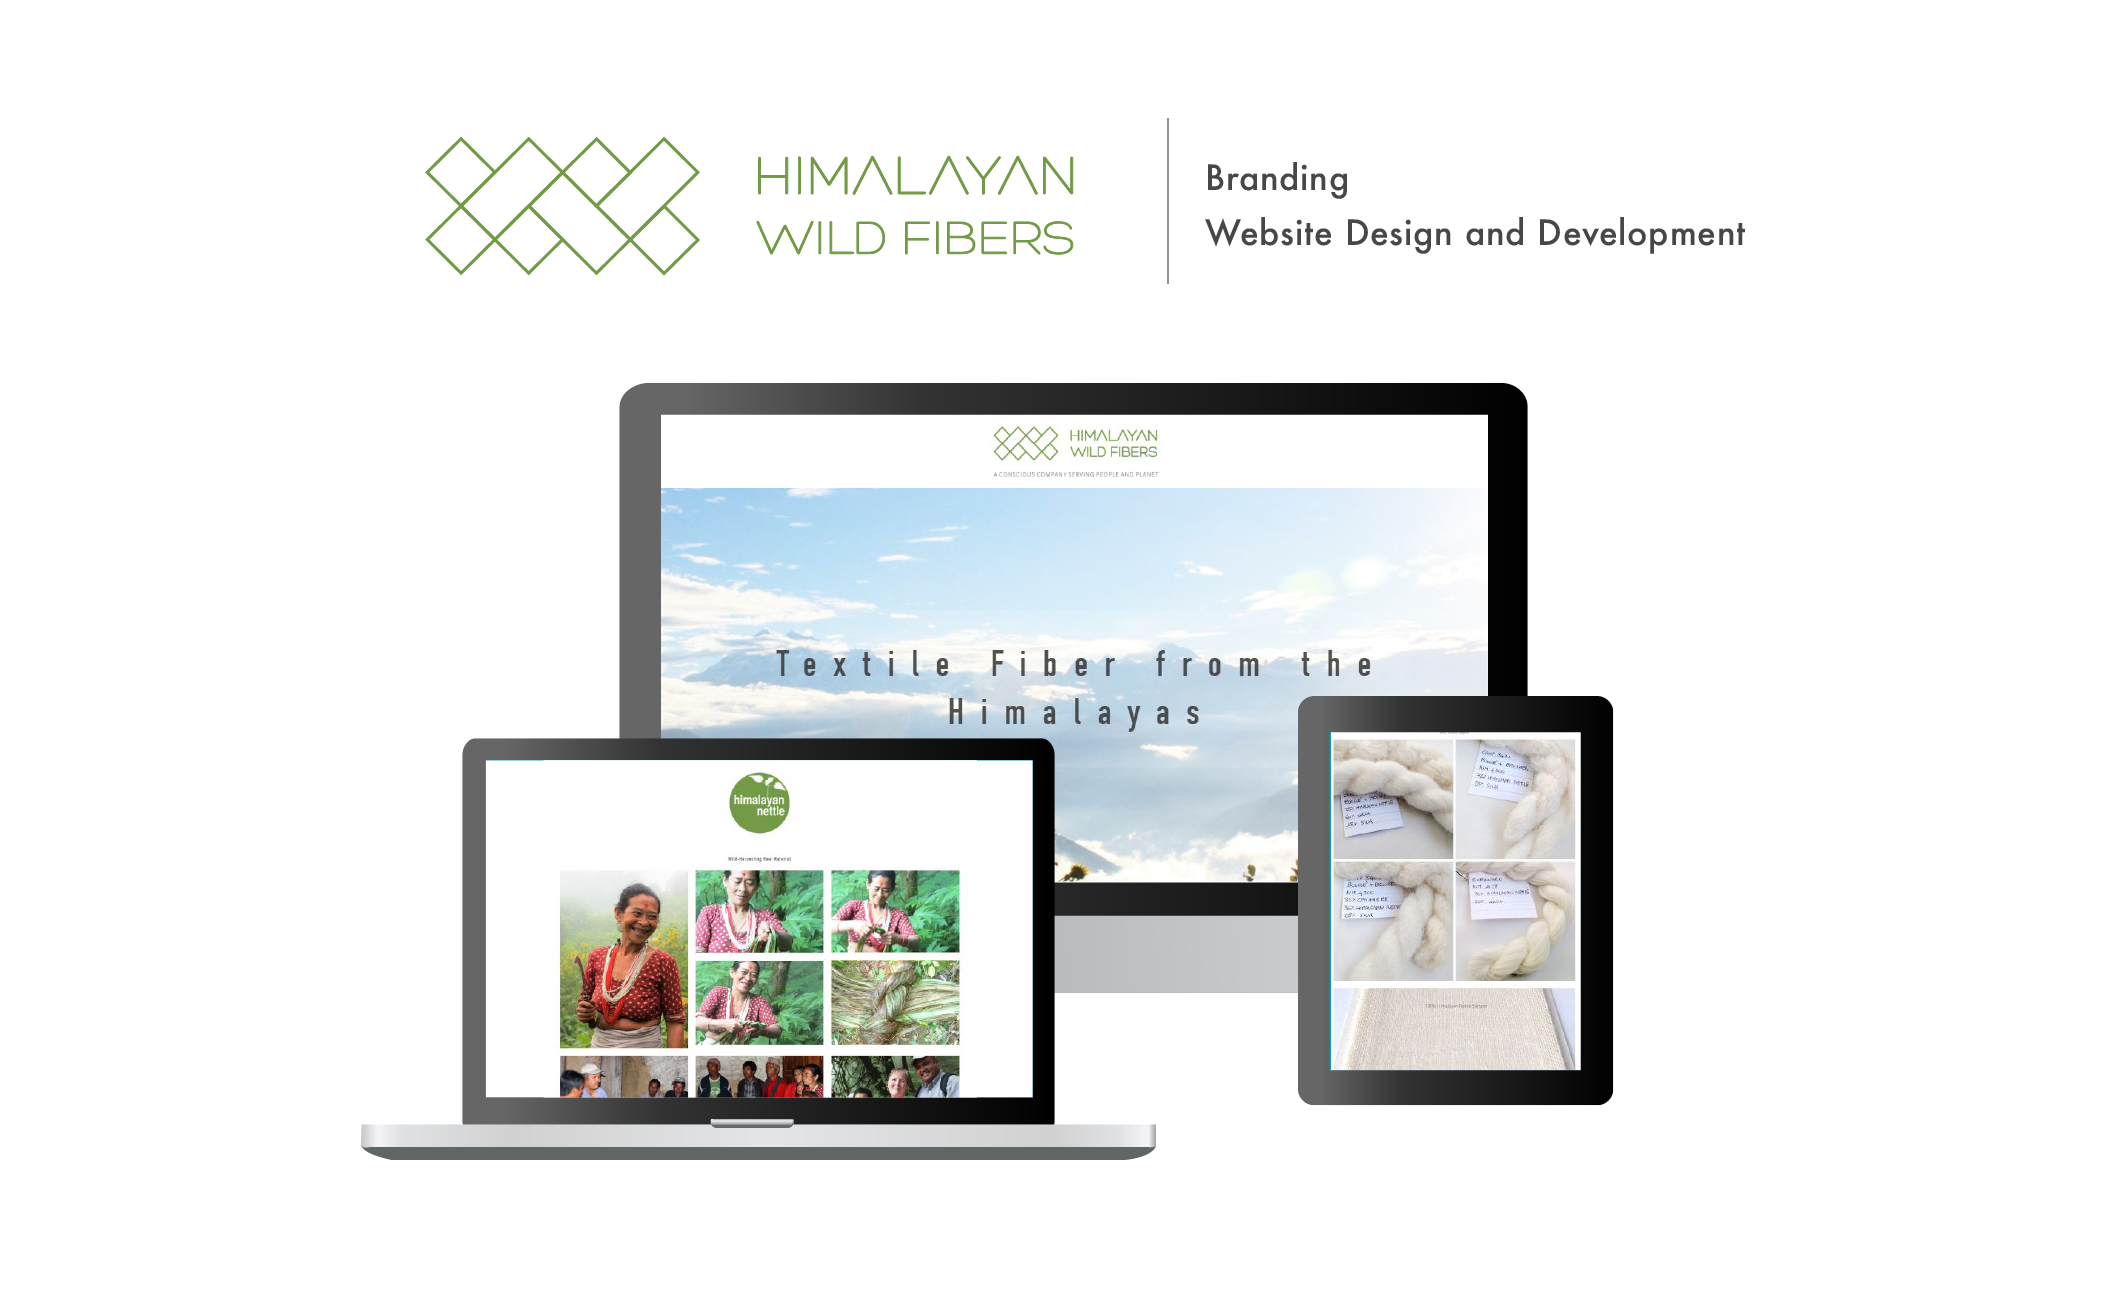 HIMALAYAN
WILD FIBERS
Branding
Website Design and Development
HIMALAYAN
WILD FIBERS
A CONSCIOUS COMPANY SERVING PEOPLE AND PLANET
Textile Fiber from the
Himalayas
himalayan
nettle
Wild-Harvesting Raw Material